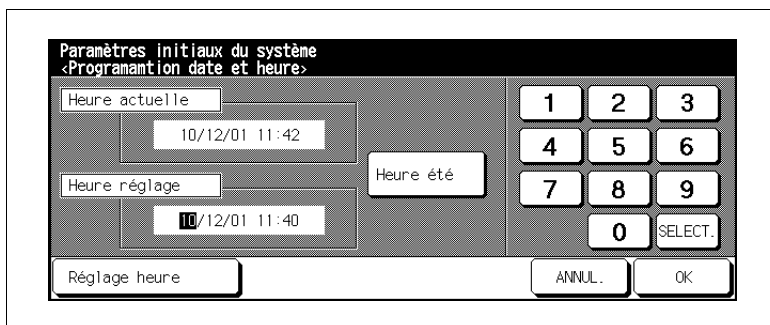 Paramètres initiaux du système
<Programamtion date et heure>
Heure actuelle
10/12/01 11:42
Heure réglage
10/12/01 11:40
Heure été
1 2 3
4 5 6
7 8 9
0 SELECT.
Réglage heure
ANNUL. OK